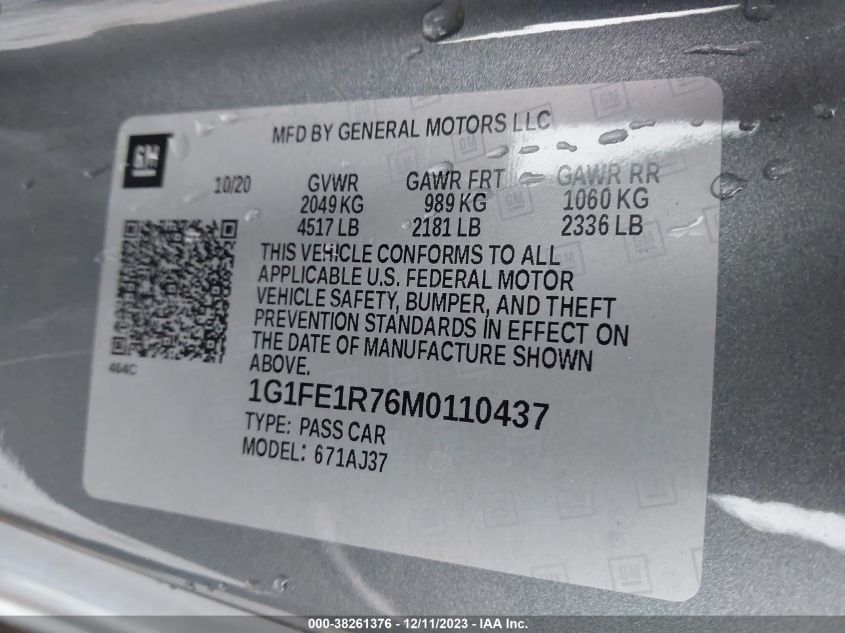 MFD BY GENERAL MOTORS LLC
GM
10/20 GVWR GAWR FRT GAWR RR
2049 KG 989 KG 1060 KG
4517 LB 2181 LB 2336 LB
THIS VEHICLE CONFORMS TO ALL
APPLICABLE U.S. FEDERAL MOTOR
VEHICLE SAFETY, BUMPER, AND THEFT
PREVENTION STANDARDS IN EFFECT ON
THE DATE OF MANUFACTURE SHOWN
ABOVE.
464C
1G1FE1R76M0110437
TYPE: PASS CAR
MODEL: 671AJ37
000-38261376 - 12/11/2023 - IAA Inc.